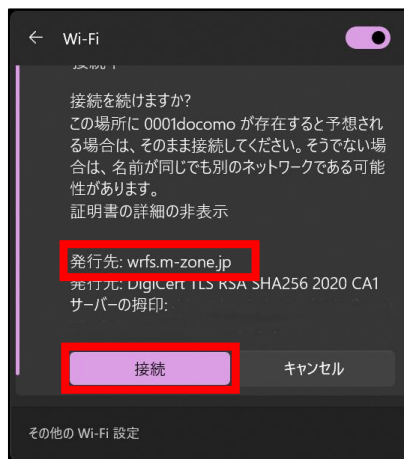 Wi-Fi
接続を続けますか?
この場所に 0001docomo が存在すると予想され
る場合は、そのまま接続してください。そうでない場
合は、名前が同じでも別のネットワークである可能
性があります。
証明書の詳細の非表示
発行先: wrfs.m-zone.jp
発行元: DigiCert TLS RSA SHA256 2020 CA1
サーバーの拇印:
接続
キャンセル
その他の Wi-Fi 設定